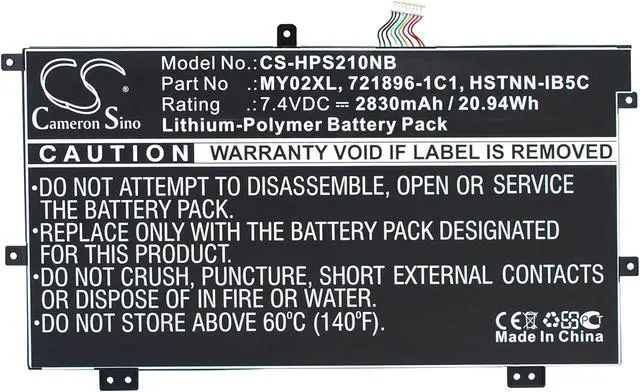 Cameron Sino
Model No.: CS-HPS210NB
Part No : MY02XL, 721896-1C1, HSTNN-IB5C
Rating : 7.4VDC ⎓ 2830mAh / 20.94Wh
Lithium-Polymer Battery Pack
CAUTION WARRANTY VOID IF LABEL IS REMOVED
•DO NOT ATTEMPT TO DISASSEMBLE, OPEN OR SERVICE
THE BATTERY PACK.
•REPLACE ONLY WITH THE BATTERY PACK DESIGNATED
FOR THIS PRODUCT.
•DO NOT CRUSH, PUNCTURE, SHORT EXTERNAL CONTACTS
OR DISPOSE OF IN FIRE OR WATER.
•DO NOT STORE ABOVE 60°C (140°F).
CE FC PCT